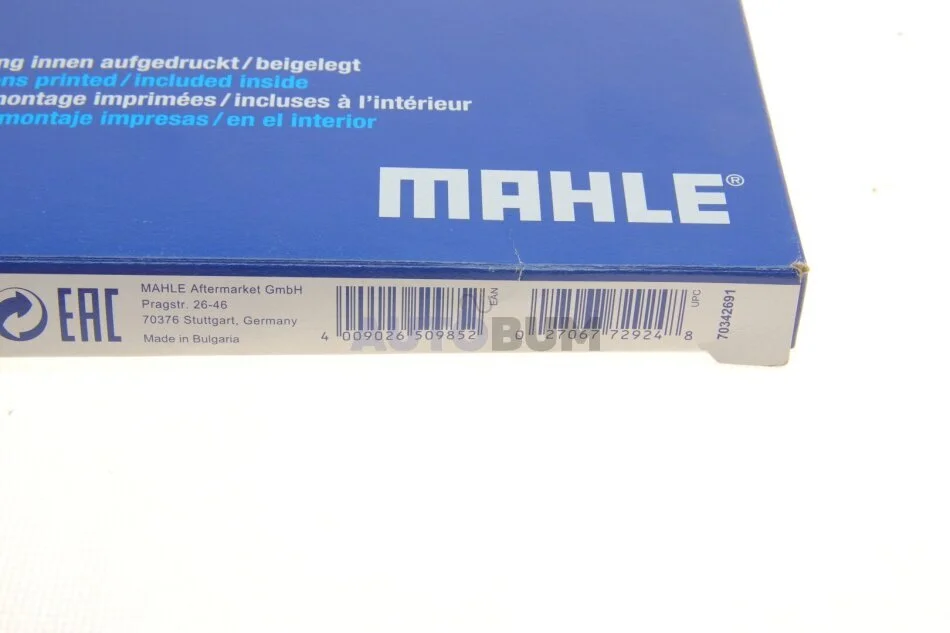 ng innen aufgedruckt/beigelegt
ens printed/included inside
montage imprimées/incluses à l'intérieur
montaje impresas/en el interior
MAHLE®
EAC
MAHLE Aftermarket GmbH
Pragstr. 26-46
70376 Stuttgart, Germany
Made in Bulgaria
4 009026 509852
EAN
0 27067 72924 8
UPC
70342691
AUTOBUM